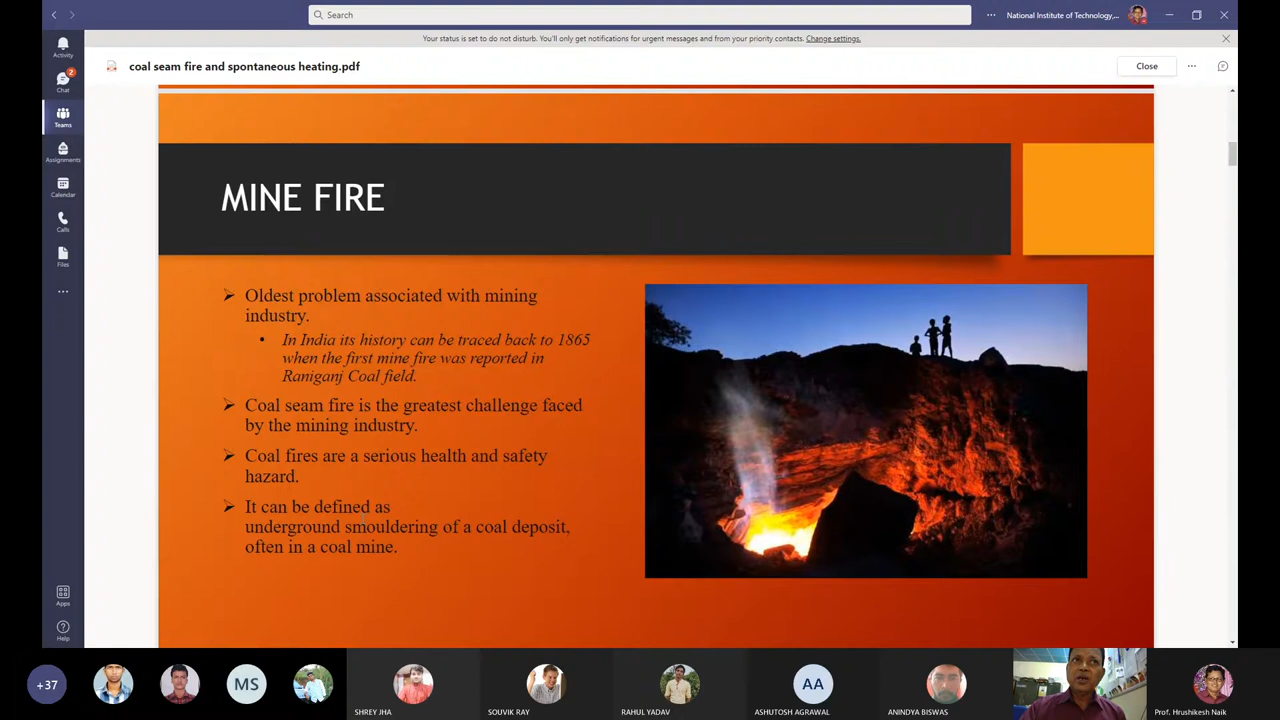 Search
National Institute of Technology,...
Your status is set to do not disturb. You'll only get notifications for urgent messages and from your priority contacts. Change settings.
Activity
Chat
2
Teams
Assignments
Calendar
Calls
Files
Apps
Help
coal seam fire and spontaneous heating.pdf
Close
MINE FIRE
Oldest problem associated with mining
industry.
In India its history can be traced back to 1865
when the first mine fire was reported in
Raniganj Coal field.
Coal seam fire is the greatest challenge faced
by the mining industry.
Coal fires are a serious health and safety
hazard.
It can be defined as
underground smouldering of a coal deposit,
often in a coal mine.
+37
MS
SHREY JHA
SOUVIK RAY
RAHUL YADAV
AA
ASHUTOSH AGRAWAL
ANINDYA BISWAS
Prof. Hrushikesh Naik